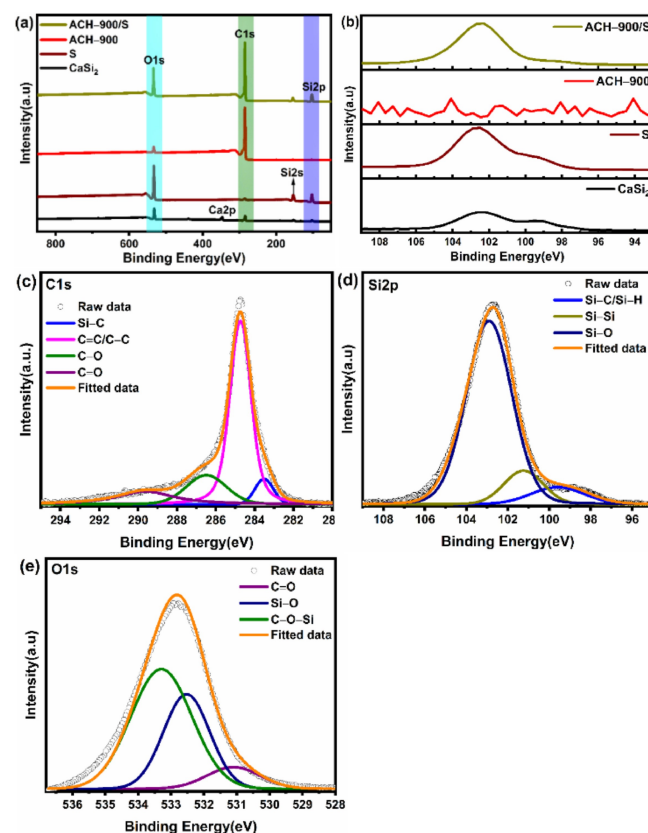 (a)
ACH–900/S
ACH–900
S
CaSi₂
O1s
C1s
Si2p
Si2s
Ca2p
Intensity(a.u)
800 600 400 200
Binding Energy(eV)
(b)
ACH–900/S
ACH–900
S
CaSi₂
Intensity(a.u)
108 106 104 102 100 98 96 94
Binding Energy(eV)
(c) C1s
Raw data
Si–C
C=C/C–C
C–O
C–O
Fitted data
Intensity(a.u.)
294 292 290 288 286 284 282 28
Binding Energy(eV)
(d) Si2p
Raw data
Si–C/Si–H
Si–Si
Si–O
Fitted data
Intensity(a.u.)
108 106 104 102 100 98 96
Binding Energy(eV)
(e) O1s
Raw data
C=O
Si–O
C–O–Si
Fitted data
Intensity(a.u)
536 535 534 533 532 531 530 529 528
Binding Energy(eV)